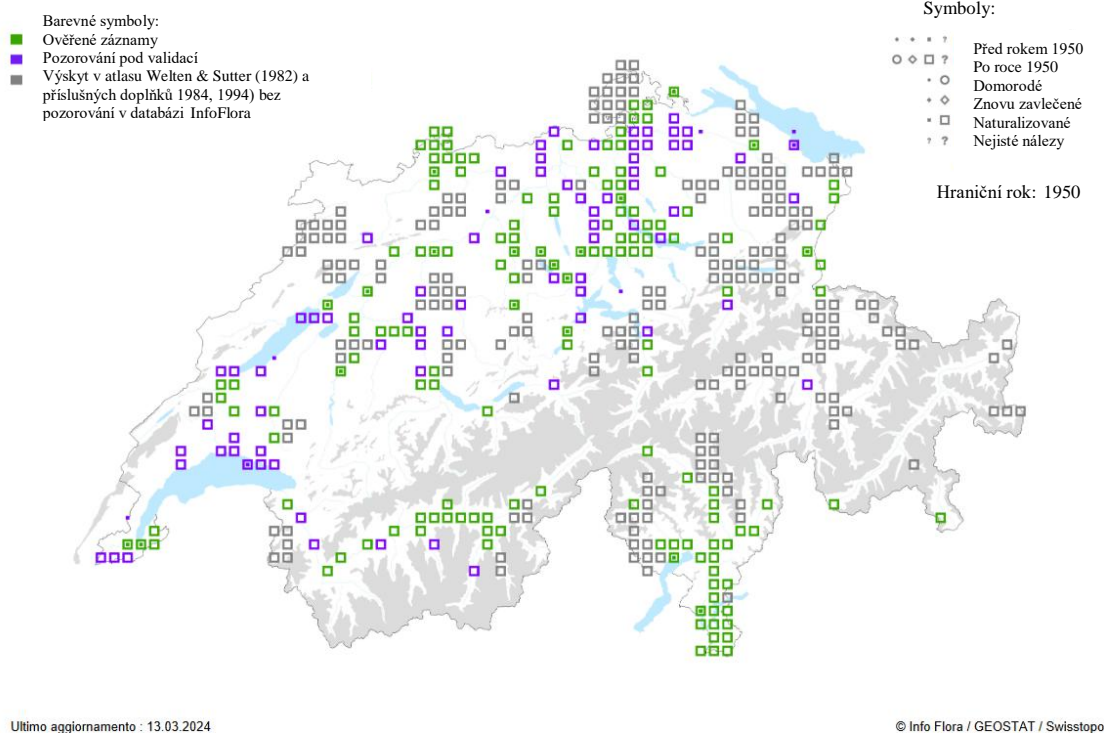 Barevné symboly:
Ověřené záznamy
Pozorování pod validací
Výskyt v atlasu Welten & Sutter (1982) a
příslušných doplňků 1984, 1994) bez
pozorování v databázi InfoFlora
Symboly:
Před rokem 1950
Po roce 1950
Domorodé
Znovu zavlečené
Naturalizované
Nejisté nálezy
Hraniční rok: 1950
Ultimo aggiornamento : 13.03.2024
© Info Flora / GEOSTAT / Swisstopo